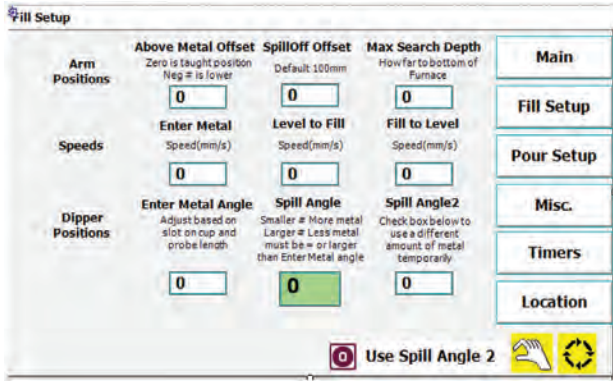 Fill Setup
Above Metal Offset SpillOff Offset Max Search Depth
Arm Positions
Zero is taught position
Neg # is lower
Default 100mm
How far to bottom of
Furnace
0 0 0
Enter Metal Level to Fill Fill to Level
Speeds Speed(mm/s) Speed(mm/s) Speed(mm/s)
0 0 0
Enter Metal Angle Spill Angle Spill Angle2
Dipper
Positions
Adjust based on
slot on cup and
probe length
Smaller # More metal
Larger # Less metal
must be = or larger
than Enter Metal angle
Check box below to
use a different
amount of metal
temporarily
0 0 0
O Use Spill Angle 2
Main
Fill Setup
Pour Setup
Misc.
Timers
Location